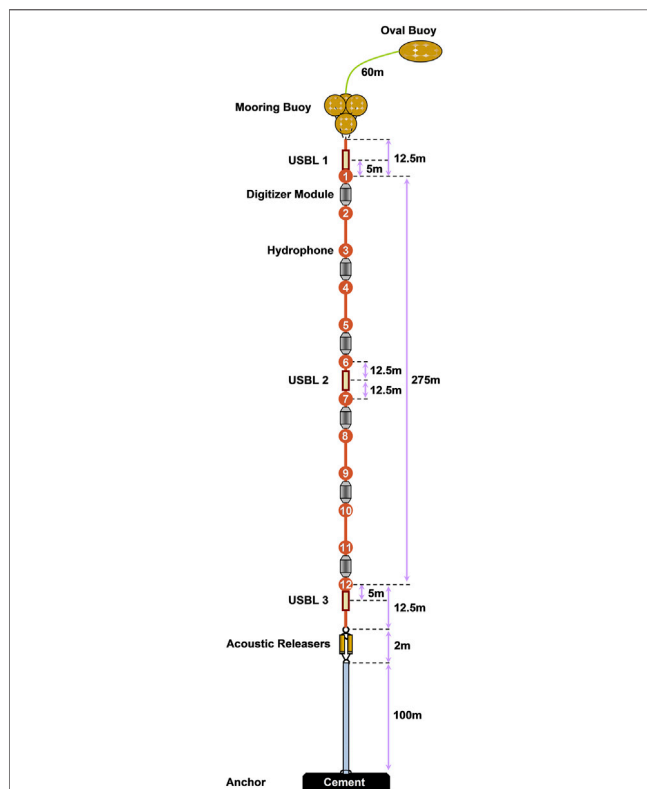 Oval Buoy
60m
Mooring Buoy
12.5m
USBL 1
5m
1
Digitizer Module
2
Hydrophone
3
4
5
6
12.5m
USBL 2
275m
12.5m
7
8
9
10
11
12
5m
USBL 3
12.5m
Acoustic Releasers
2m
100m
Anchor
Cement